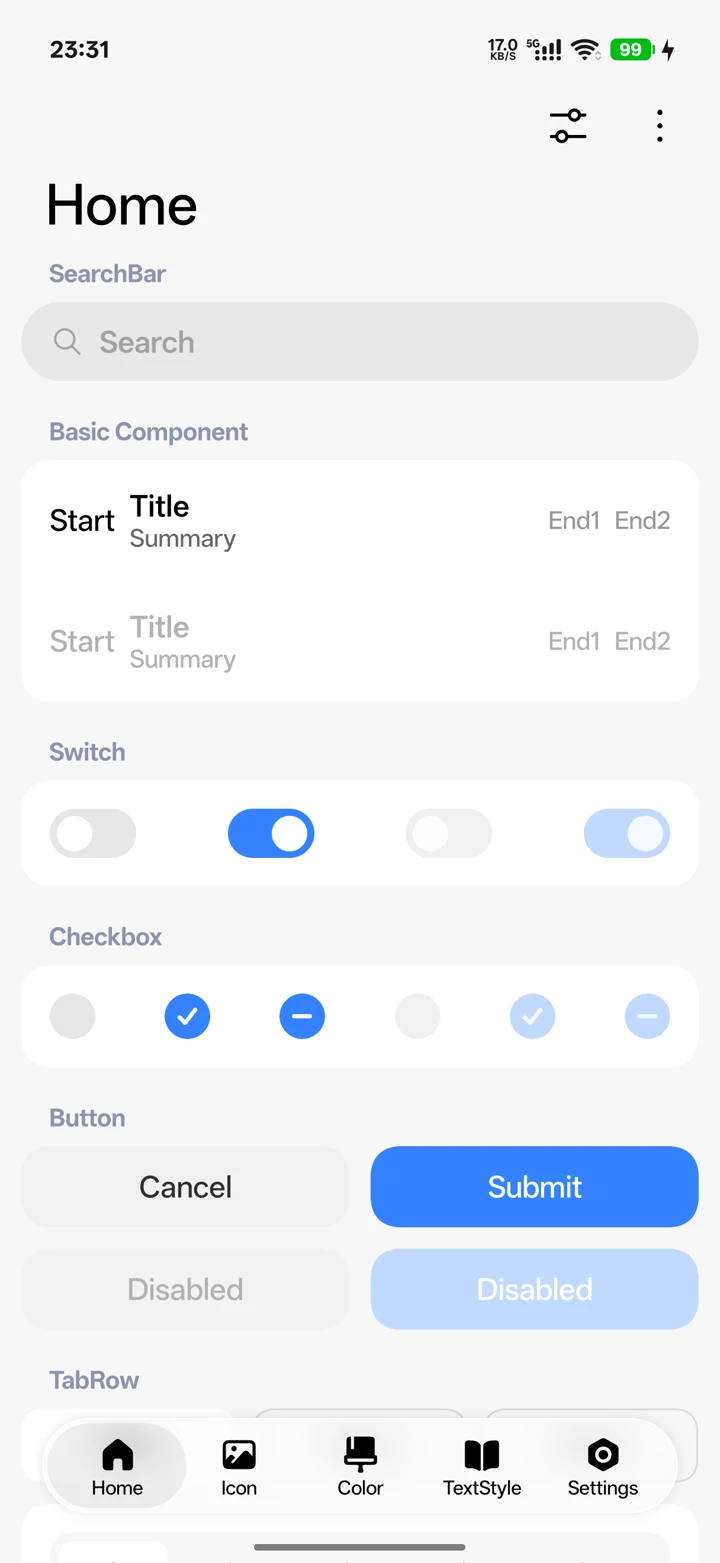 23:31
17.0 KB/S 5G 99
Home
SearchBar
Search
Basic Component
Start Title Summary End1 End2
Start Title Summary End1 End2
Switch
Checkbox
Button
Cancel Submit
Disabled Disabled
TabRow
Home Icon Color TextStyle Settings